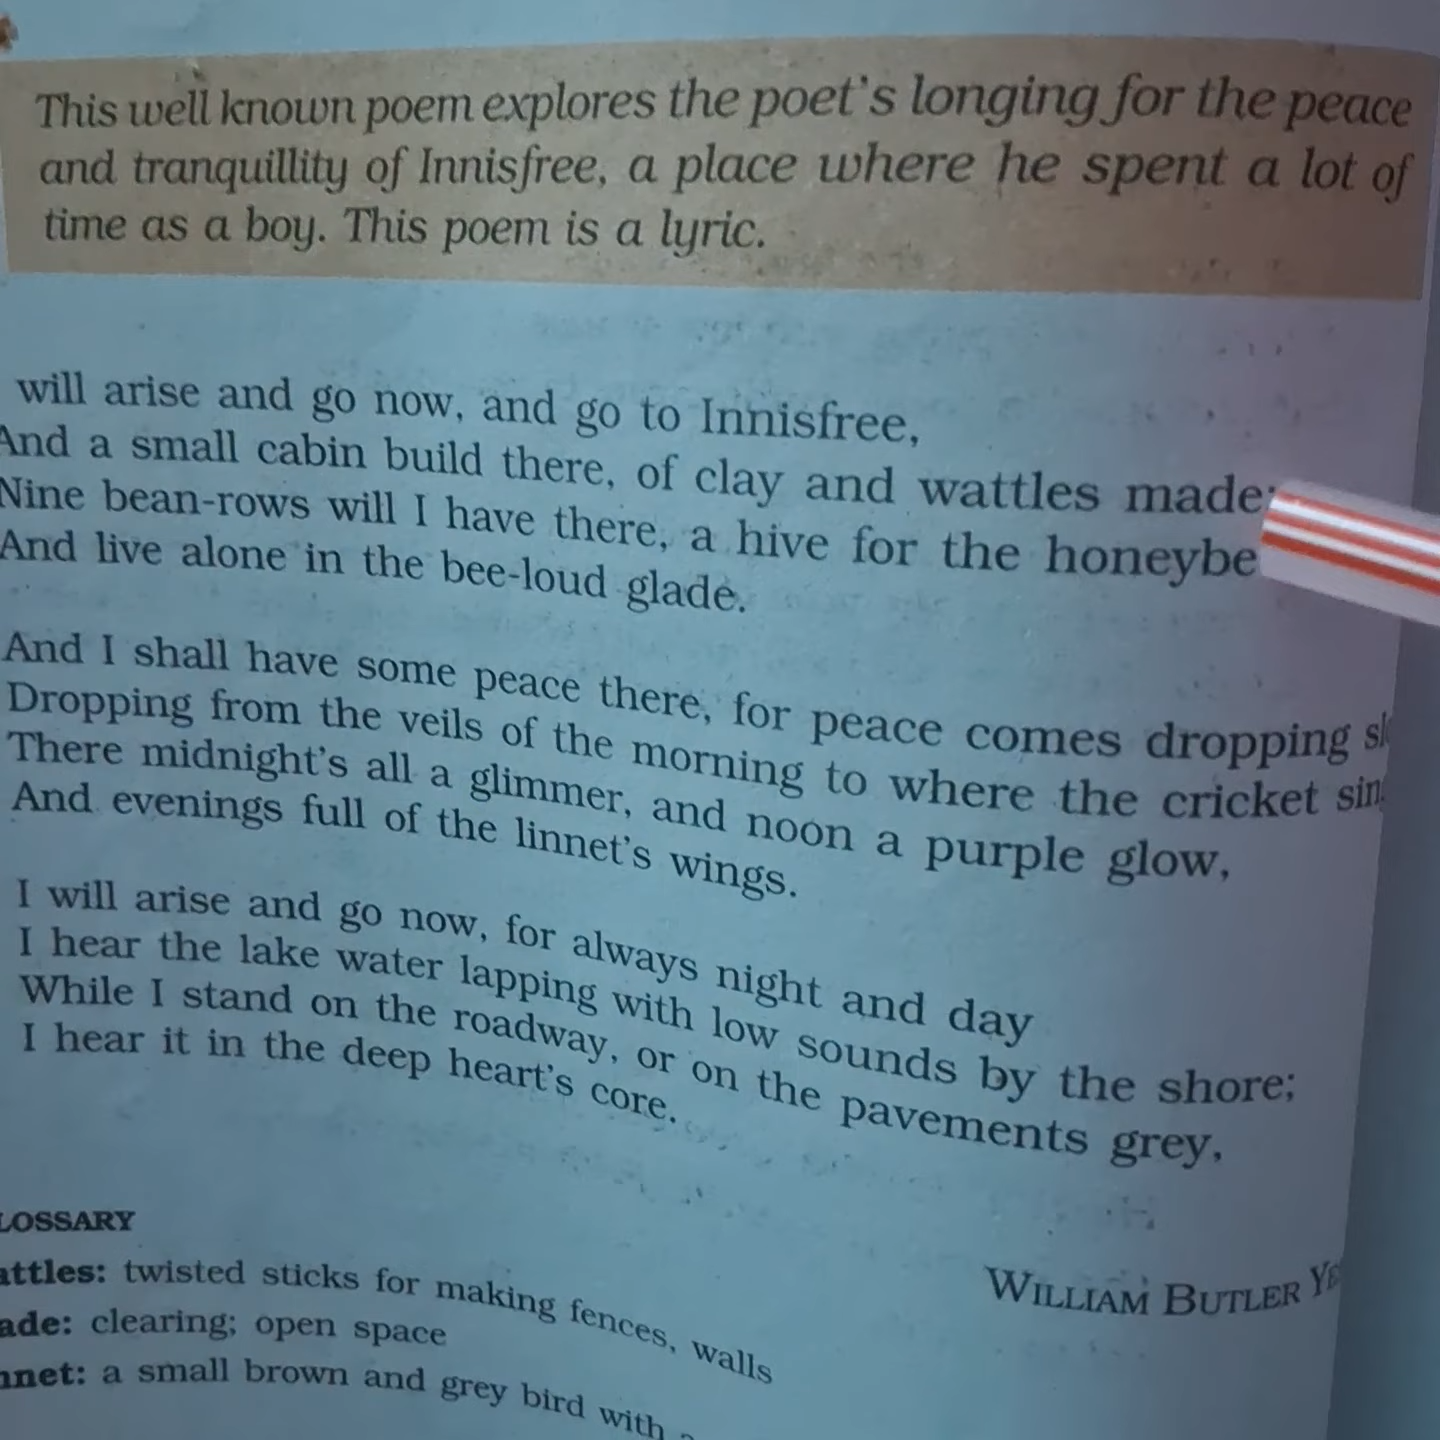 This well known poem explores the poet's longing for the peace
and tranquillity of Innisfree, a place where he spent a lot of
time as a boy. This poem is a lyric.
will arise and go now, and go to Innisfree,
And a small cabin build there, of clay and wattles made;
Nine bean-rows will I have there, a hive for the honeybe
And live alone in the bee-loud glade.
And I shall have some peace there, for peace comes dropping
Dropping from the veils of the morning to where the cricket sin
There midnight's all a glimmer, and noon a purple glow,
And evenings full of the linnet's wings.
I will arise and go now, for always night and day
I hear the lake water lapping with low sounds by the shore;
While I stand on the roadway, or on the pavements grey,
I hear it in the deep heart's core.
WILLIAM BUTLER YE
LOSSARY
attles: twisted sticks for making fences, walls
ade: clearing; open space
nnet: a small brown and grey bird with